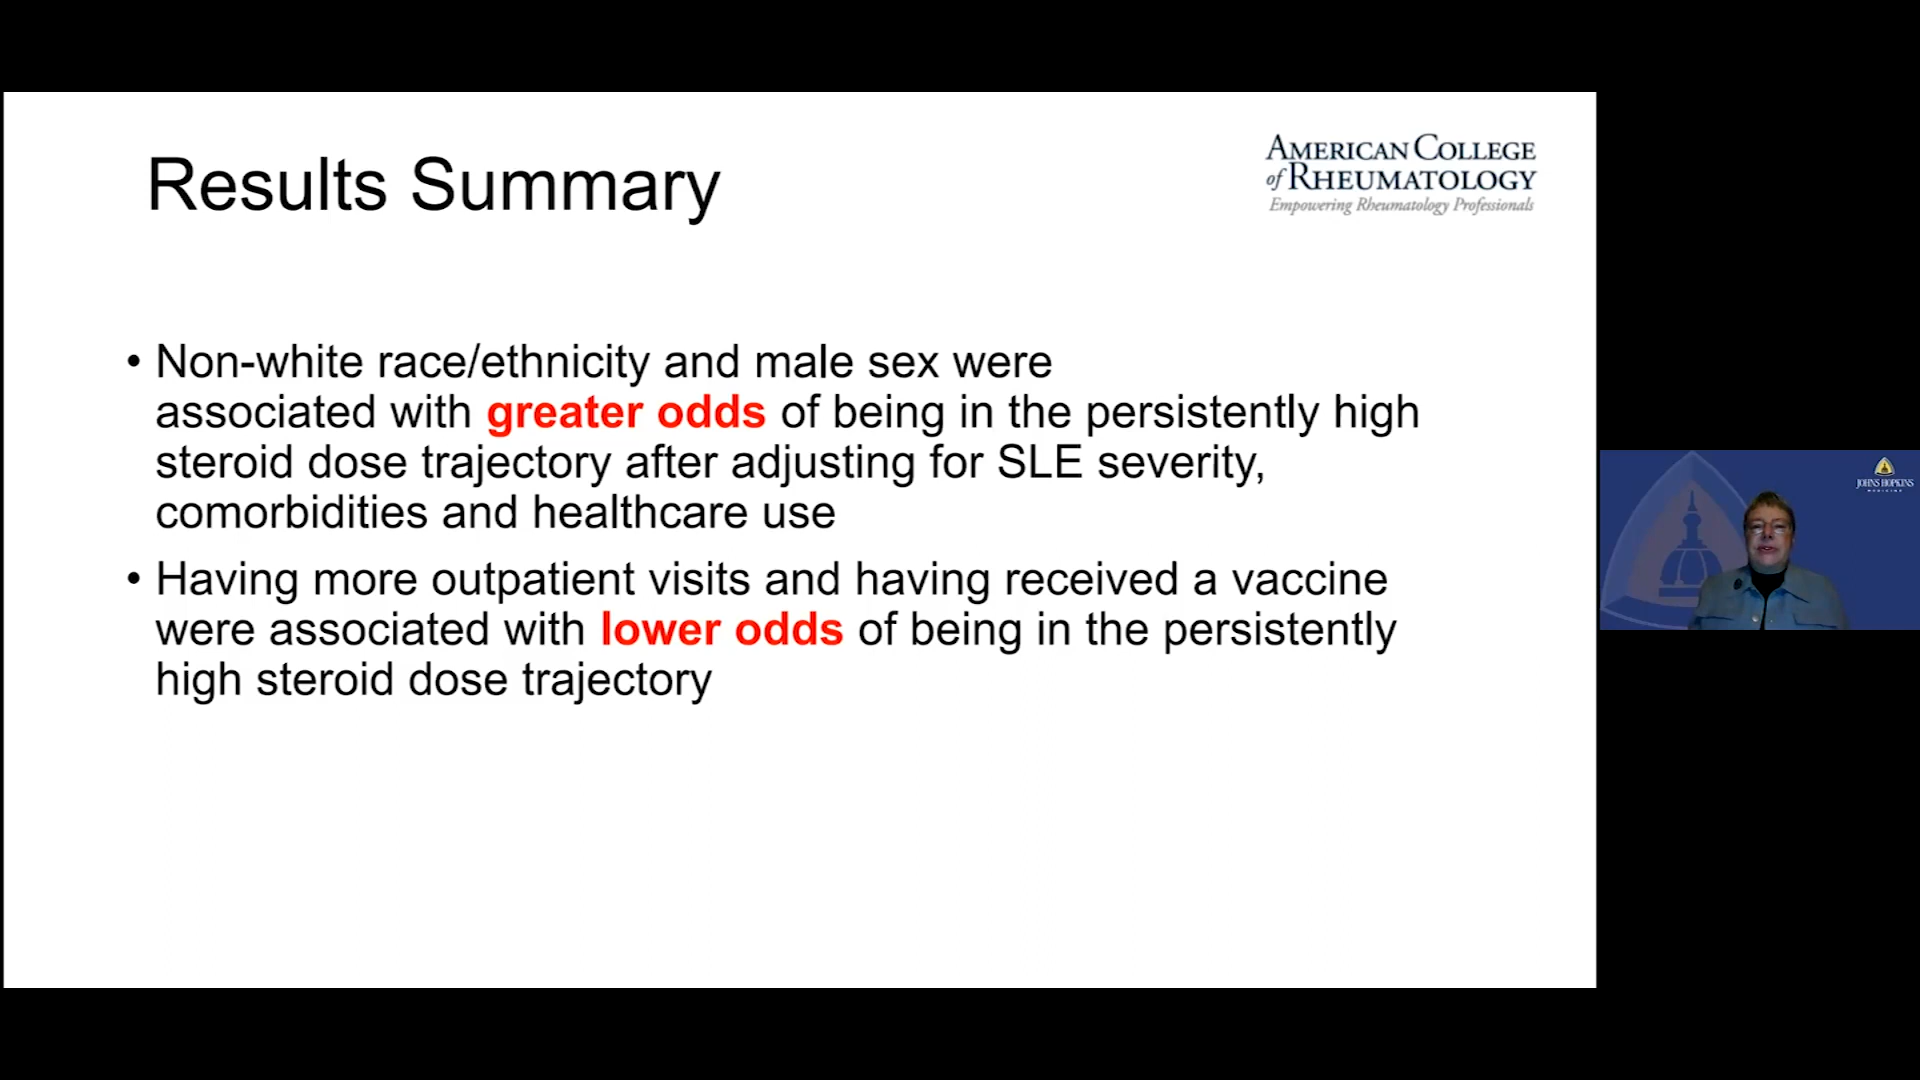 Results Summary
AMERICAN COLLEGE
of RHEUMATOLOGY
Empowering Rheumatology Professionals
• Non-white race/ethnicity and male sex were
associated with greater odds of being in the persistently high
steroid dose trajectory after adjusting for SLE severity,
comorbidities and healthcare use
• Having more outpatient visits and having received a vaccine
were associated with lower odds of being in the persistently
high steroid dose trajectory
JOHNS HOPKINS
MEDICINE